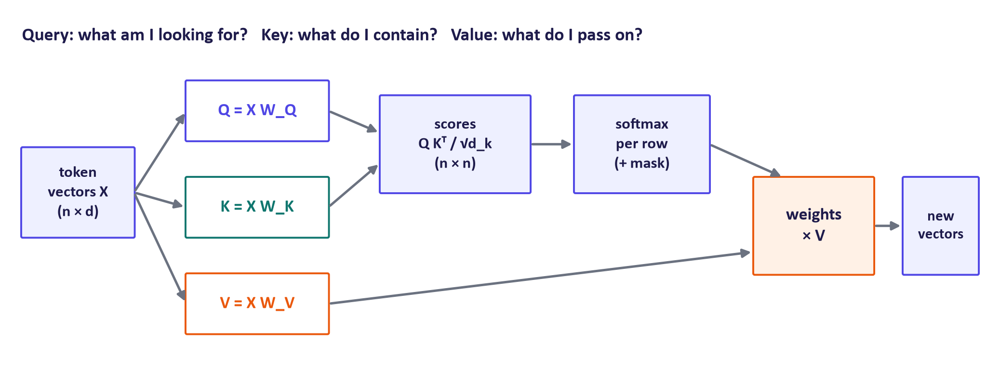 Query: what am I looking for?   Key: what do I contain?   Value: what do I pass on?
token
vectors X
(n × d)
Q = X W_Q
K = X W_K
V = X W_V
scores
Q Kᵀ / √d_k
(n × n)
softmax
per row
(+ mask)
weights
× V
new
vectors